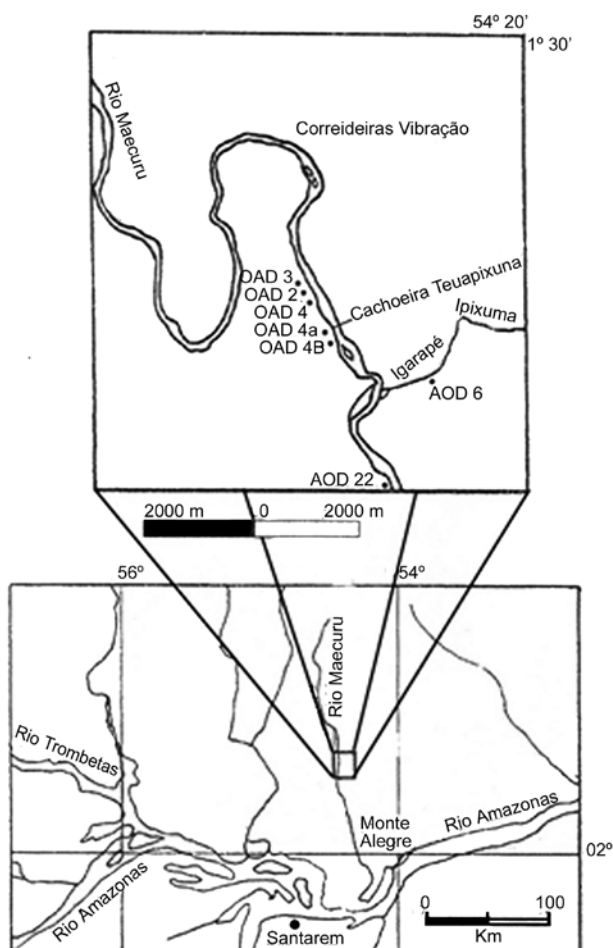 54º 20'
1º 30'
Rio Maecuru
Correideiras Vibração
OAD 3
OAD 2
OAD 4
OAD 4a
OAD 4B
Cachoeira Teuapixuna
Igarapé
Ipixuma
AOD 6
AOD 22
2000 m 0 2000 m
56º
54º
Rio Maecuru
Rio Trombetas
Monte
Alegre
Rio Amazonas
02º
Rio Amazonas
Santarem
0 100
Km